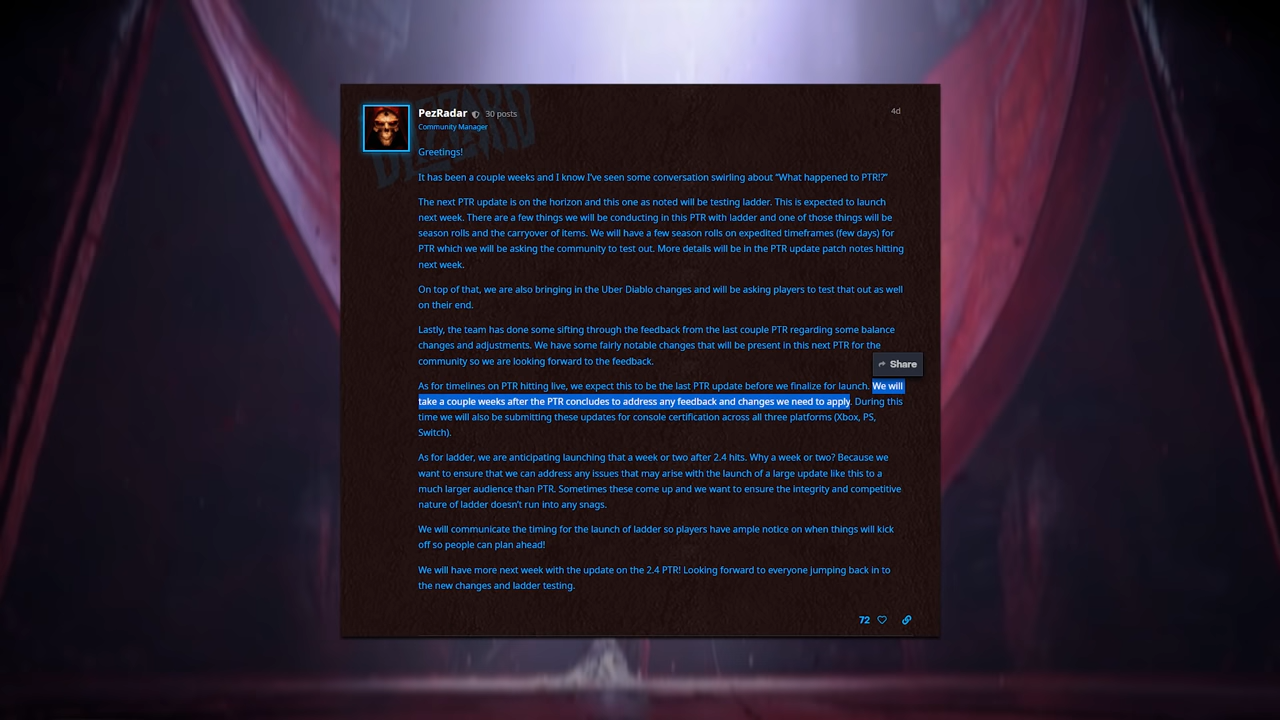 PezRadar 30 posts 4d
Community Manager
Greetings!
It has been a couple weeks and I know I've seen some conversation swirling about “What happened to PTR!?”
The next PTR update is on the horizon and this one as noted will be testing ladder. This is expected to launch
next week. There are a few things we will be conducting in this PTR with ladder and one of those things will be
season rolls and the carryover of items. We will have a few season rolls on expedited timeframes (few days) for
PTR which we will be asking the community to test out. More details will be in the PTR update patch notes hitting
next week.
On top of that, we are also bringing in the Uber Diablo changes and will be asking players to test that out as well
on their end.
Lastly, the team has done some sifting through the feedback from the last couple PTR regarding some balance
changes and adjustments. We have some fairly notable changes that will be present in this next PTR for the
community so we are looking forward to the feedback.
Share
As for timelines on PTR hitting live, we expect this to be the last PTR update before we finalize for launch. We will
take a couple weeks after the PTR concludes to address any feedback and changes we need to apply. During this
time we will also be submitting these updates for console certification across all three platforms (Xbox, PS,
Switch).
As for ladder, we are anticipating launching that a week or two after 2.4 hits. Why a week or two? Because we
want to ensure that we can address any issues that may arise with the launch of a large update like this to a
much larger audience than PTR. Sometimes these come up and we want to ensure the integrity and competitive
nature of ladder doesn't run into any snags.
We will communicate the timing for the launch of ladder so players have ample notice on when things will kick
off so people can plan ahead!
We will have more next week with the update on the 2.4 PTR! Looking forward to everyone jumping back in to
the new changes and ladder testing.
72